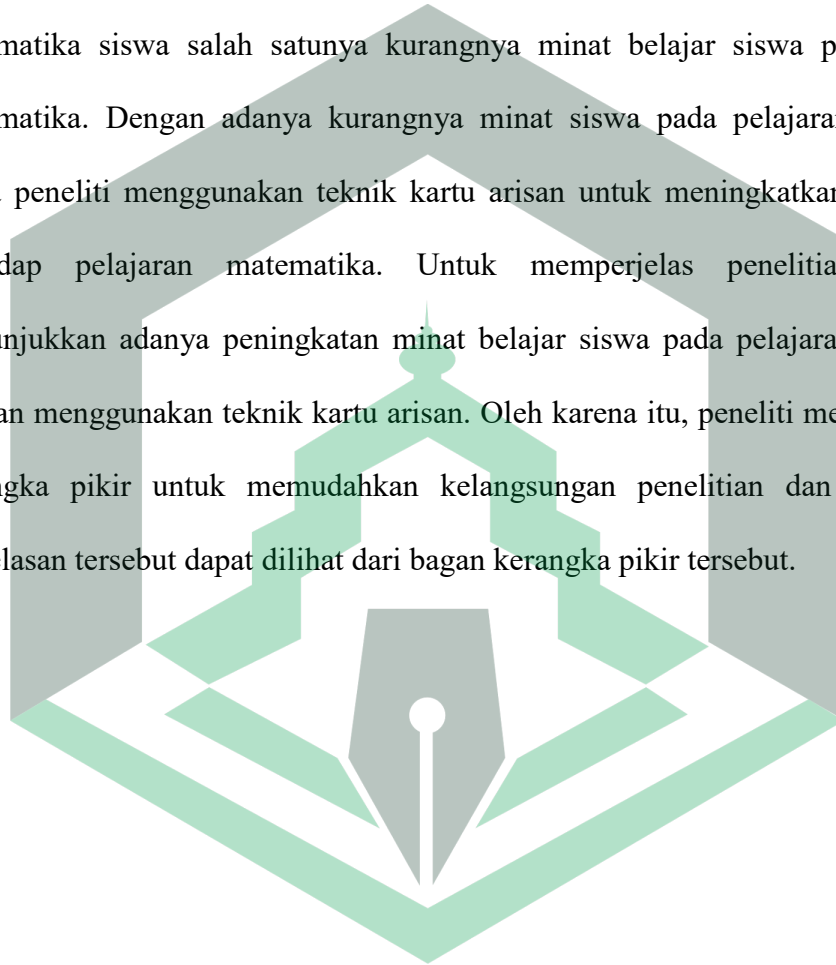 matika siswa salah satunya kurangnya minat belajar siswa p
matika. Dengan adanya kurangnya minat siswa pada pelajaran
peneliti menggunakan teknik kartu arisan untuk meningkatkan
dap pelajaran matematika. Untuk memperjelas penelitia
unjukkan adanya peningkatan minat belajar siswa pada pelajara
an menggunakan teknik kartu arisan. Oleh karena itu, peneliti me
ngka pikir untuk memudahkan kelangsungan penelitian dan
elasan tersebut dapat dilihat dari bagan kerangka pikir tersebut.